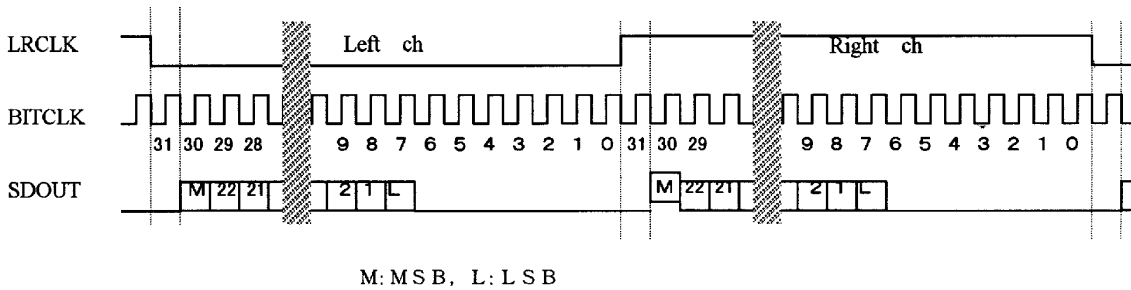 LRCLK Left ch Right ch
BITCLK
31 30 29 28 9 8 7 6 5 4 3 2 1 0 31 30 29 9 8 7 6 5 4 3 2 1 0
SDOUT M 22 21 2 1 L M 22 21 2 1 L
M:MSB, L:LSB